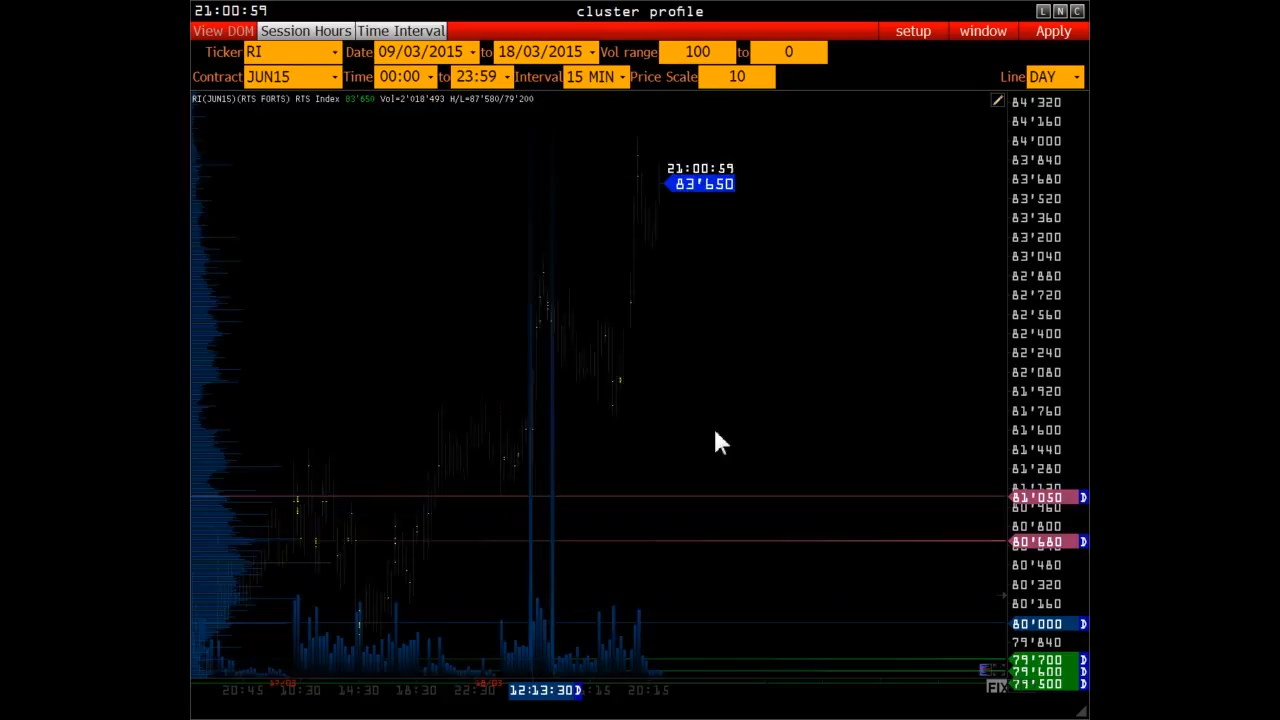 21:00:59 cluster profile L N C
View DOM Session Hours Time Interval setup window Apply
Ticker RI Date 09/03/2015 to 18/03/2015 Vol range 100 to 0
Contract JUN15 Time 00:00 to 23:59 Interval 15 MIN Price Scale 10 Line DAY
RI(JUN15)(RTS FORTS) RTS Index 83'650 Vol=2'018'493 H/L=87'580/79'200
84'320
84'160
84'000
21:00:59 83'840
83'650 83'680
83'520
83'360
83'200
83'040
82'880
82'720
82'560
82'400
82'240
82'080
81'920
81'760
81'600
81'440
81'280
81'050 D
80'960
80'800
80'680 D
80'480
80'320
80'160
80'000 D
79'840
79'700 D
79'600 D
79'500 D
FIX
17/03 18/03
20:45 10:30 14:30 18:30 22:30 12:13:30 D :15 20:15